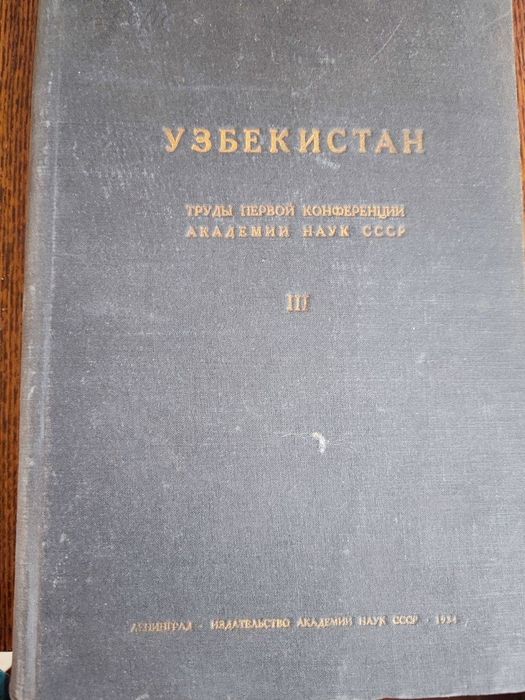 УЗБЕКИСТАН
ТРУДЫ ПЕРВОЙ КОНФЕРЕНЦИИ
АКАДЕМИИ НАУК СССР
III
ЛЕНИНГРАД - ИЗДАТЕЛЬСТВО АКАДЕМИИ НАУК СССР · 1934